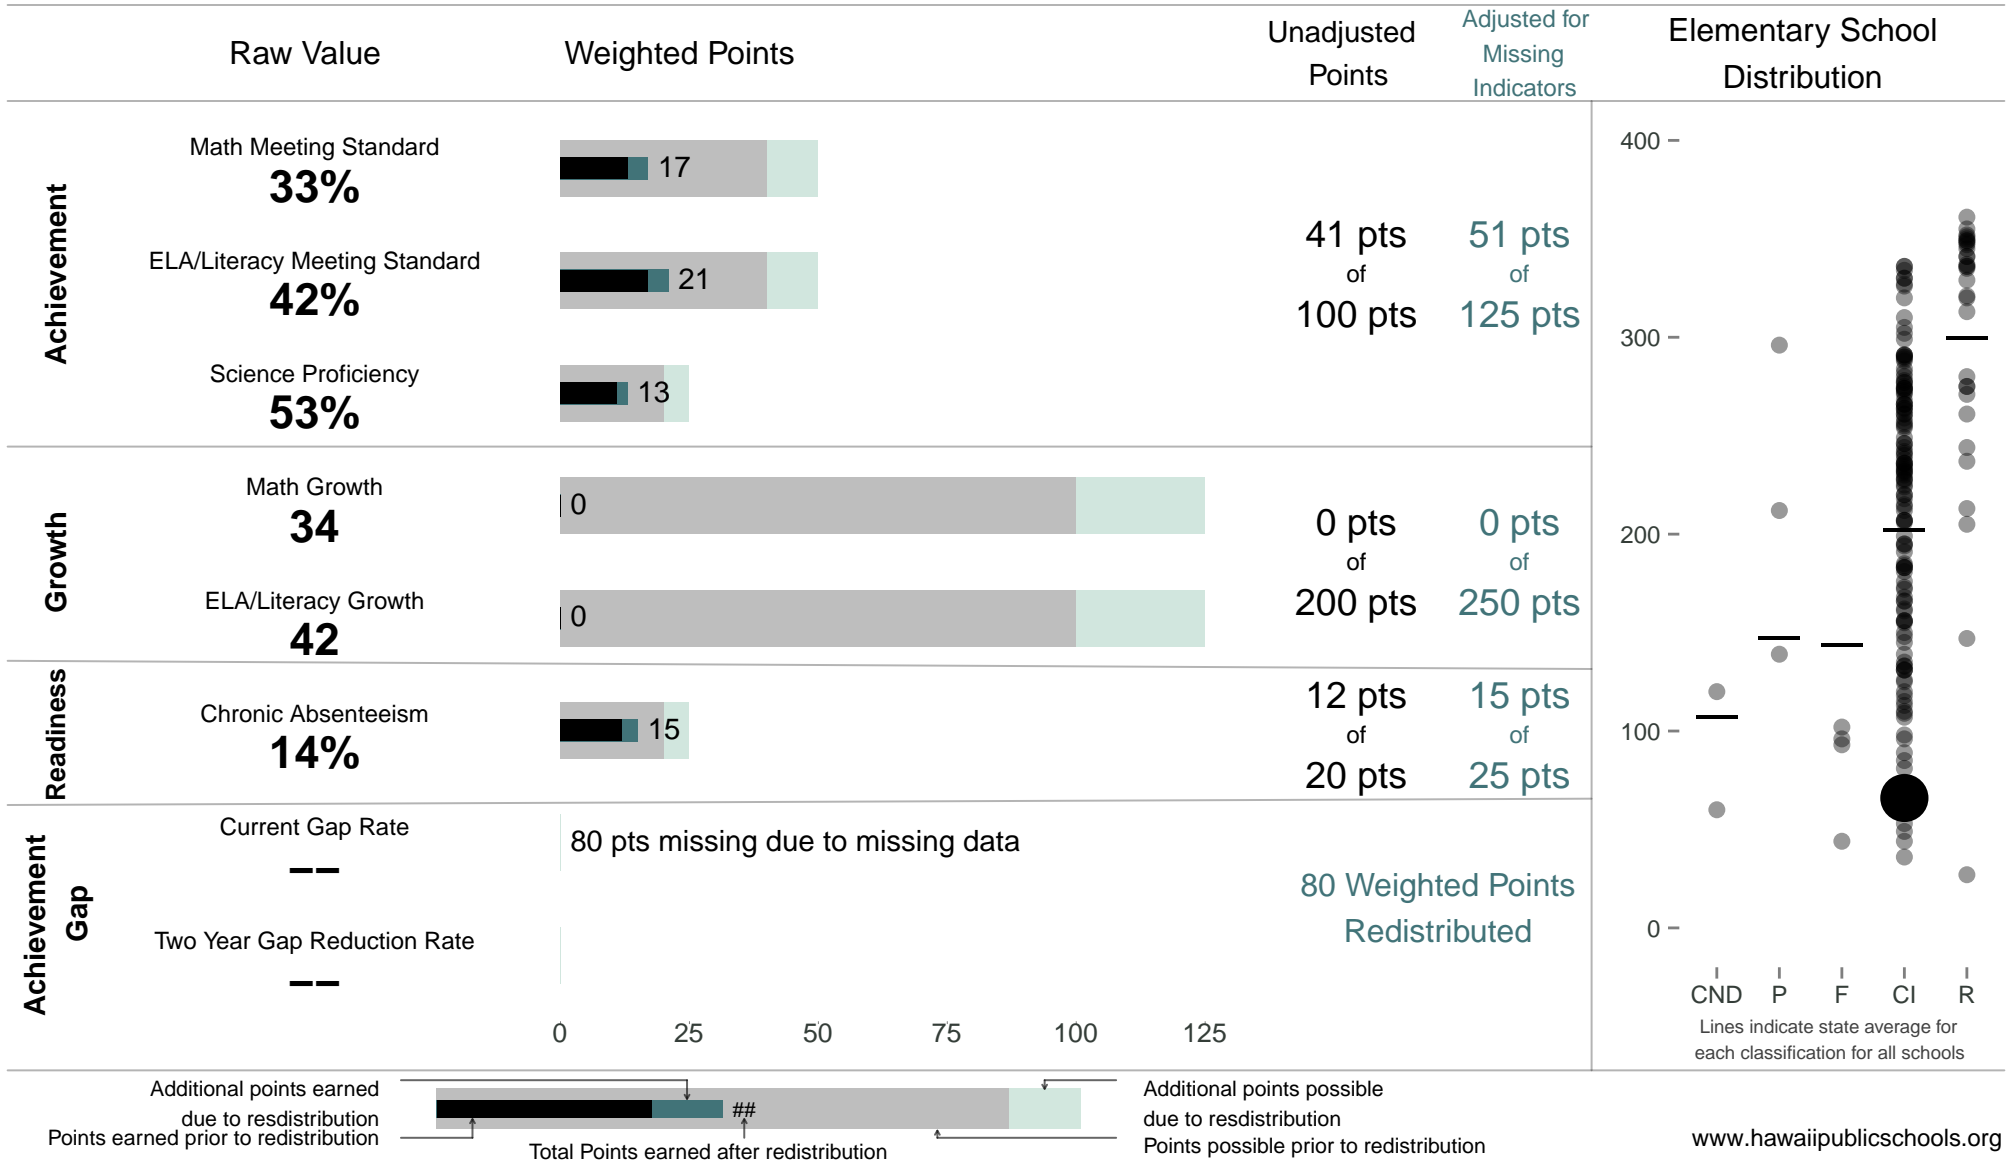 Raw Value
Weighted Points
Unadjusted
Points
Adjusted for
Missing
Indicators
Elementary School
Distribution
Achievement
Math Meeting Standard
33%
17
ELA/Literacy Meeting Standard
42%
21
Science Proficiency
53%
13
41 pts
of
100 pts
51 pts
of
125 pts
Growth
Math Growth
34
0
ELA/Literacy Growth
42
0
0 pts
of
200 pts
0 pts
of
250 pts
Readiness
Chronic Absenteeism
14%
15
12 pts
of
20 pts
15 pts
of
25 pts
Achievement
Gap
Current Gap Rate
--
80 pts missing due to missing data
Two Year Gap Reduction Rate
--
80 Weighted Points
Redistributed
0 25 50 75 100 125
400
300
200
100
0
CND P F CI R
Lines indicate state average for
each classification for all schools
Additional points earned
due to resdistribution
Points earned prior to redistribution
##
Total Points earned after redistribution
Additional points possible
due to resdistribution
Points possible prior to redistribution
www.hawaiipublicschools.org